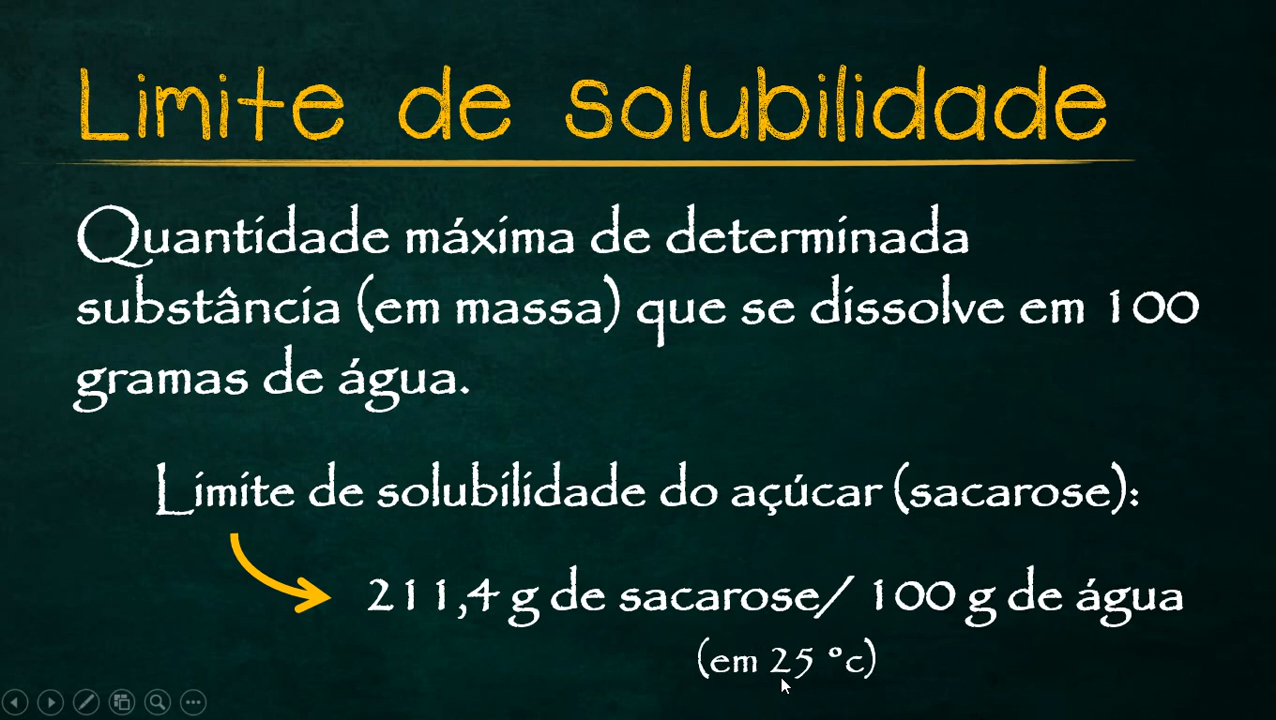 Limite de solubilidade
Quantidade máxima de determinada
substância (em massa) que se dissolve em 100
gramas de água.
Limite de solubilidade do açúcar (sacarose):
211,4 g de sacarose/ 100 g de água
(em 25 °c)